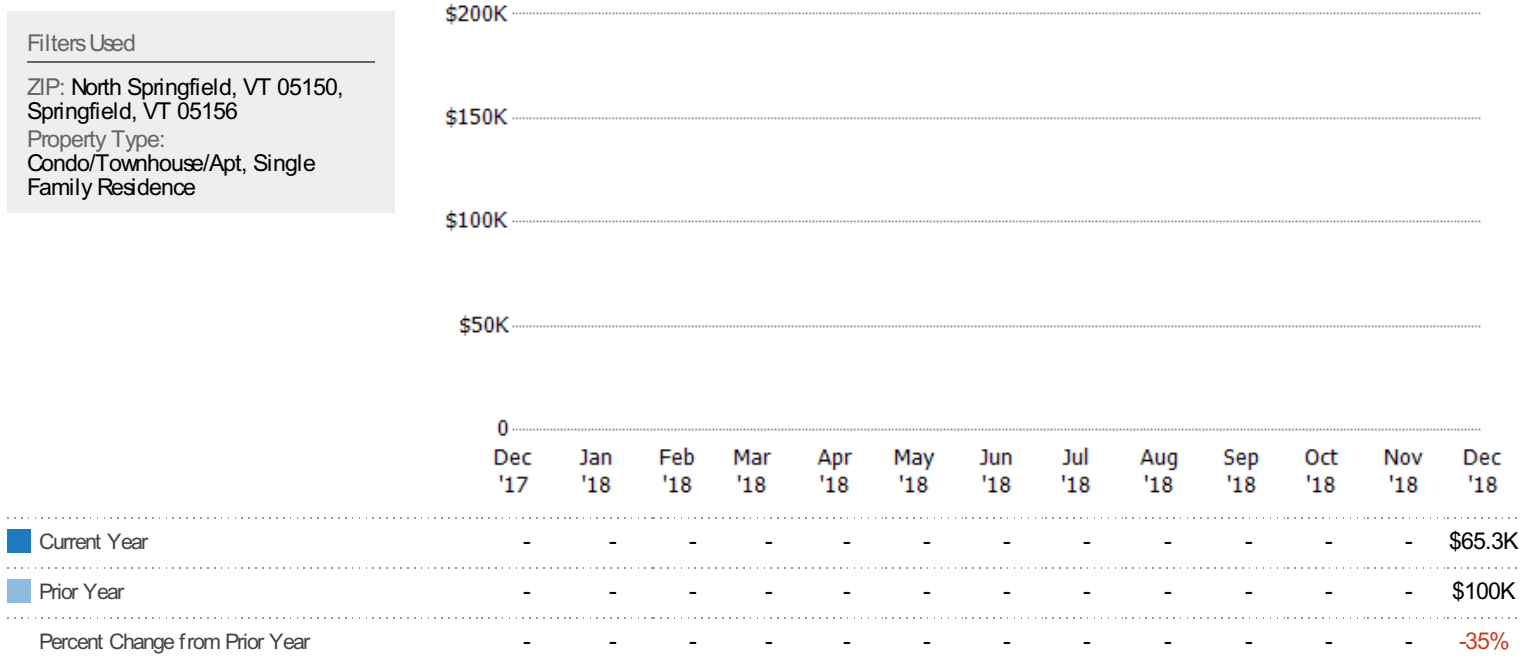 Filters Used
ZIP: North Springfield, VT 05150,
Springfield, VT 05156
Property Type:
Condo/Townhouse/Apt, Single
Family Residence
$200K
$150K
$100K
$50K
0
Dec Jan Feb Mar Apr May Jun Jul Aug Sep Oct Nov Dec
'17 '18 '18 '18 '18 '18 '18 '18 '18 '18 '18 '18 '18
Current Year - - - - - - - - - - - - $65.3K
Prior Year - - - - - - - - - - - - $100K
Percent Change from Prior Year - - - - - - - - - - - - -35%